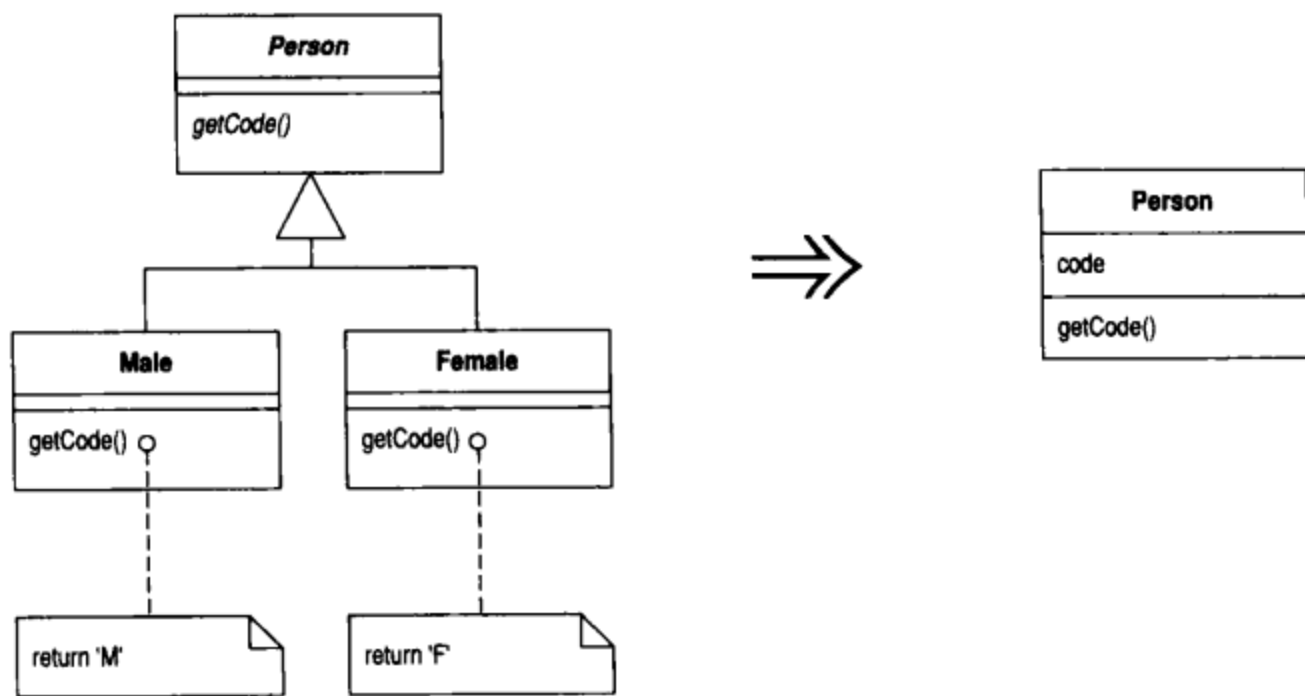 Person
getCode()
Male
getCode()
return 'M'
Female
getCode()
return 'F'
Person
code
getCode()